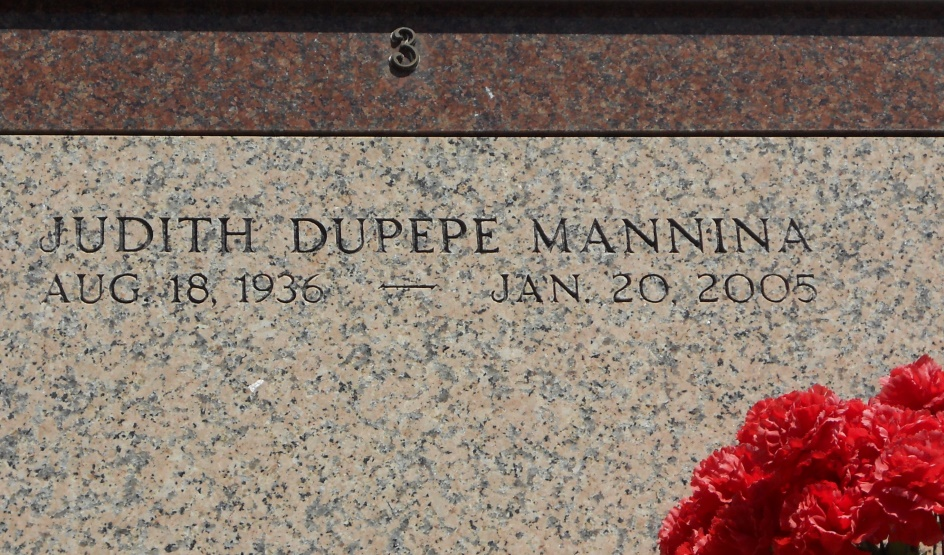 3
JUDITH DUPEPE MANNINA
AUG. 18, 1936 — JAN. 20, 2005